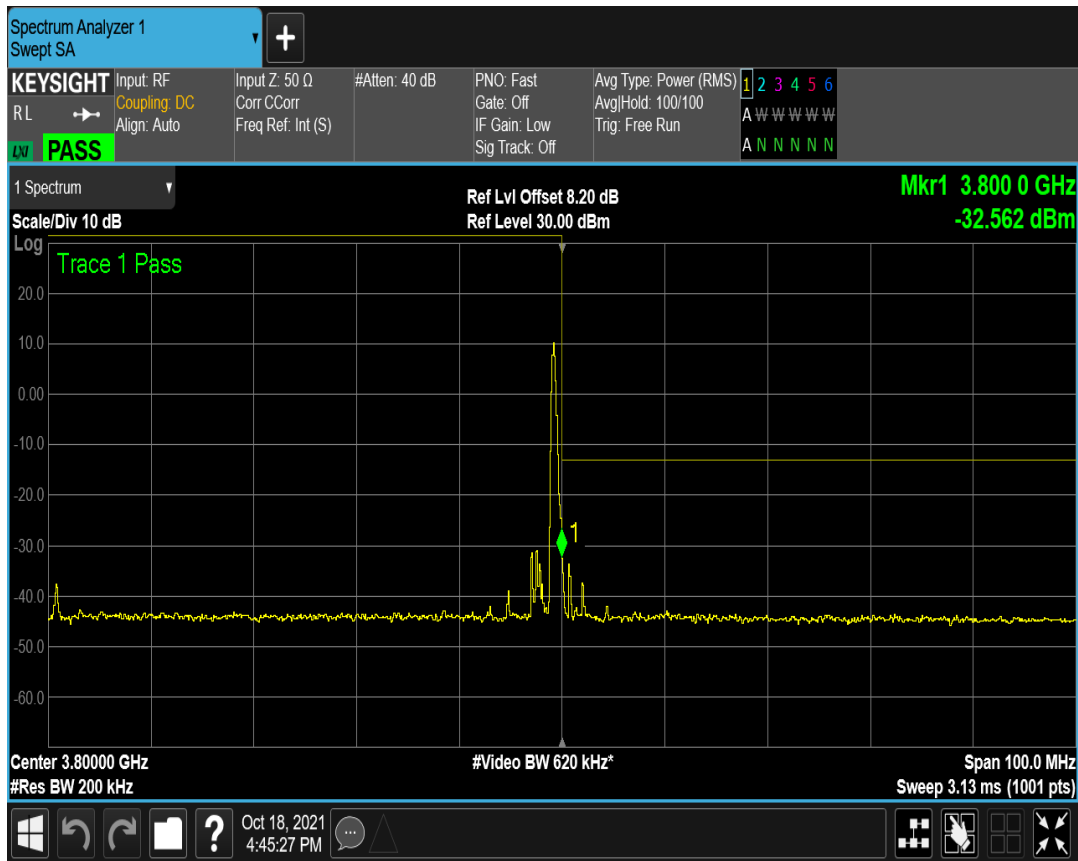 Spectrum Analyzer 1
Swept SA
+
KEYSIGHT Input: RF Input Z: 50 Ω #Atten: 40 dB PNO: Fast Avg Type: Power (RMS) 1 2 3 4 5 6
RL Coupling: DC Corr CCorr Gate: Off Avg|Hold: 100/100
Align: Auto Freq Ref: Int (S) IF Gain: Low Trig: Free Run A W W W W W
LXI PASS Sig Track: Off A N N N N N
1 Spectrum Ref Lvl Offset 8.20 dB Mkr1 3.800 0 GHz
Scale/Div 10 dB Ref Level 30.00 dBm -32.562 dBm
Log
Trace 1 Pass
20.0
10.0
0.00
-10.0
-20.0
1
-30.0
-40.0
-50.0
-60.0
Center 3.80000 GHz #Video BW 620 kHz* Span 100.0 MHz
#Res BW 200 kHz Sweep 3.13 ms (1001 pts)
? Oct 18, 2021
4:45:27 PM